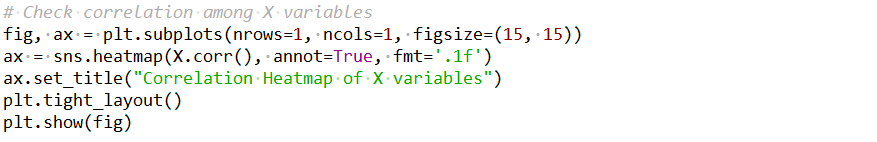 # Check correlation among X variables
fig, ax = plt.subplots(nrows=1, ncols=1, figsize=(15, 15))
ax = sns.heatmap(X.corr(), annot=True, fmt='.1f')
ax.set_title("Correlation Heatmap of X variables")
plt.tight_layout()
plt.show(fig)